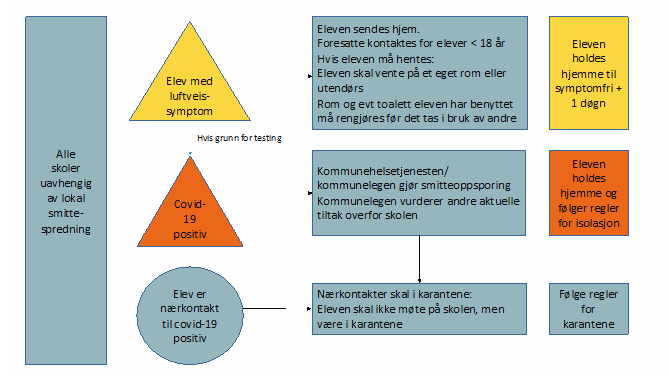 Alle
skoler
uavhengig
av lokal
smitte-
spredning
Elev med
luftveis-
symptom
Eleven sendes hjem.
Foresatte kontaktes for elever < 18 år
Hvis eleven må hentes:
Eleven skal vente på et eget rom eller
utendørs
Rom og evt toalett eleven har benyttet
må rengjøres før det tas i bruk av andre
Eleven
holdes
hjemme til
symptomfri +
1 døgn
Hvis grunn for testing
Covid-
19
positiv
Kommunehelsetjenesten/
kommunelegen gjør smitteoppsporing
Kommunelegen vurderer andre aktuelle
tiltak overfor skolen
Eleven
holdes
hjemme og
følger regler
for isolasjon
Elev er
nærkontakt
til covid-19
positiv
Nærkontakter skal i karantene:
Eleven skal ikke møte på skolen, men
være i karantene
Følge regler
for
karantene